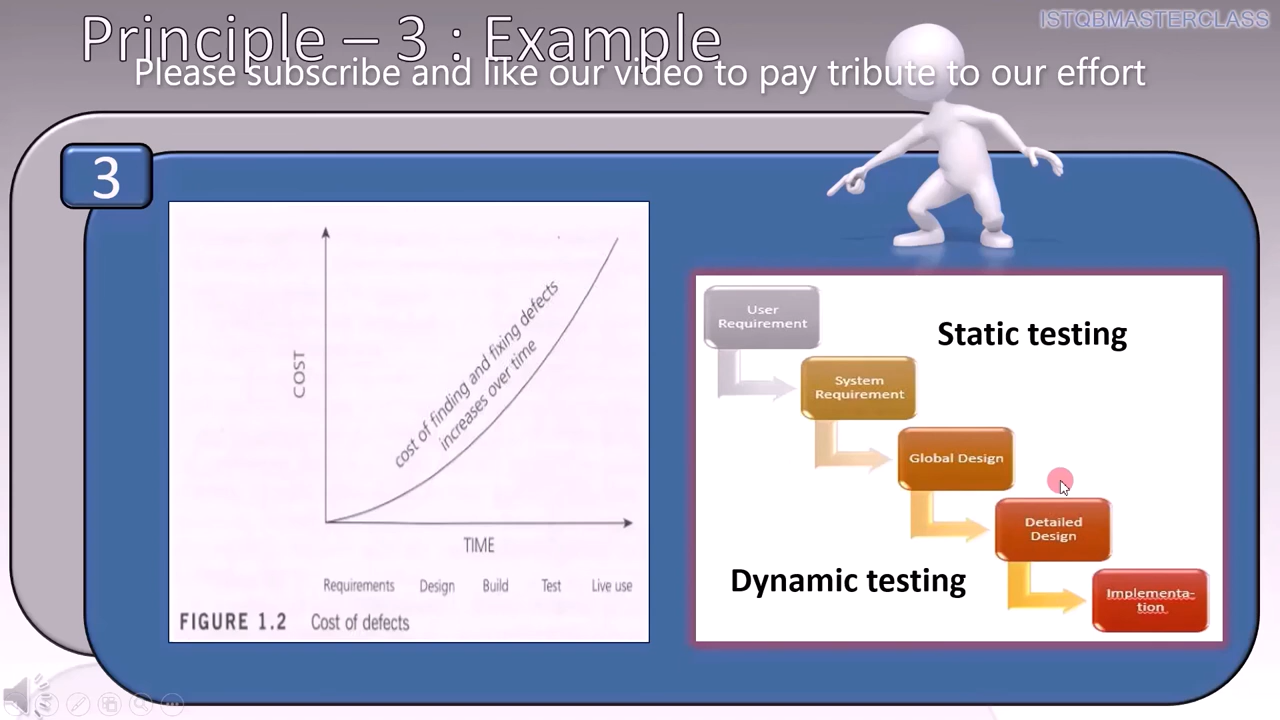 ISTQBMASTERCLASS
Principle – 3 : Example
Please subscribe and like our video to pay tribute to our effort
3
COST
cost of finding and fixing defects
increases over time
TIME
Requirements Design Build Test Live use
FIGURE 1.2 Cost of defects
User
Requirement
System
Requirement
Global Design
Detailed
Design
Implementa-
tion
Static testing
Dynamic testing